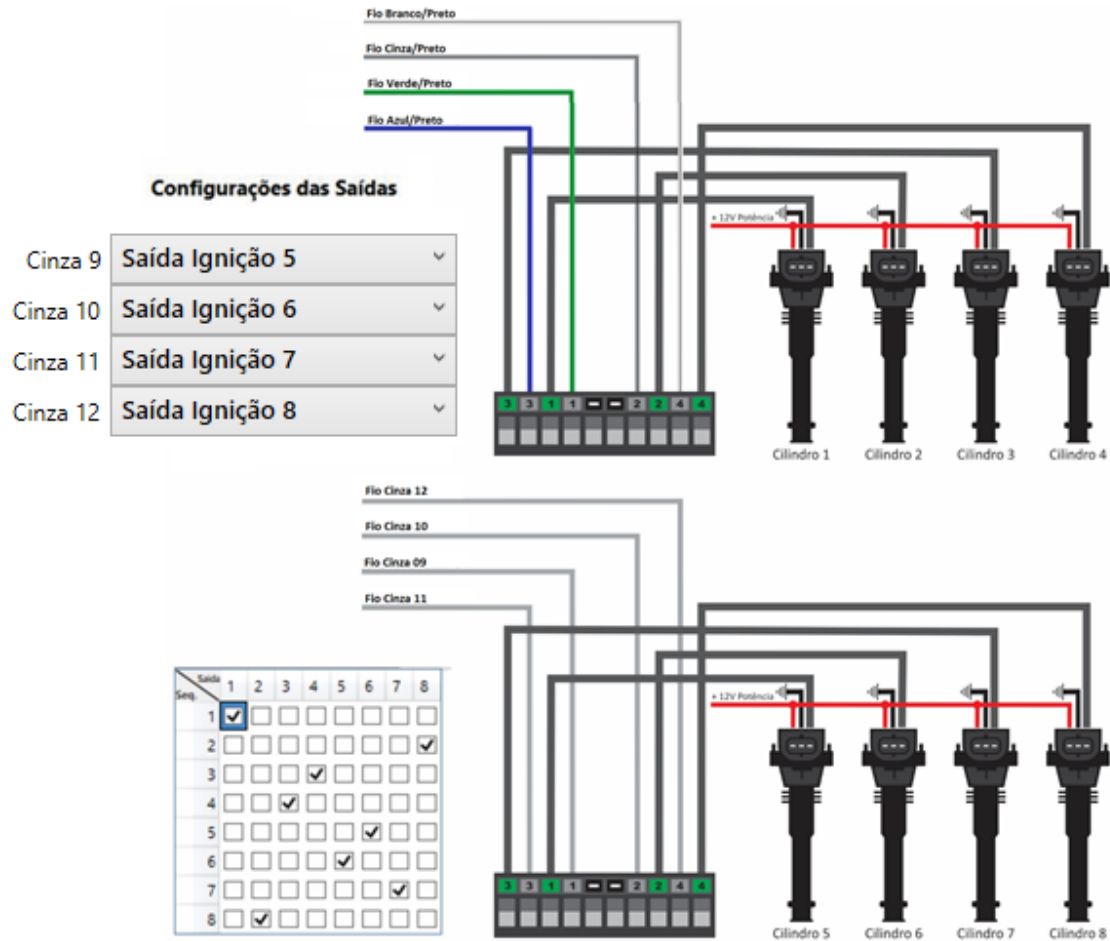 Fio Branco/Preto
Fio Cinza/Preto
Fio Verde/Preto
Fio Azul/Preto
Configurações das Saídas
Cinza 9 Saída Ignição 5
Cinza 10 Saída Ignição 6
Cinza 11 Saída Ignição 7
Cinza 12 Saída Ignição 8
+ 12V Potência
3 3 1 1 2 2 4 4
Cilindro 1 Cilindro 2 Cilindro 3 Cilindro 4
Fio Cinza 12
Fio Cinza 10
Fio Cinza 09
Fio Cinza 11
Saída
Seq.
1 2 3 4 5 6 7 8
1
2
3
4
5
6
7
8
+ 12V Potência
3 3 1 1 2 2 4 4
Cilindro 5 Cilindro 6 Cilindro 7 Cilindro 8